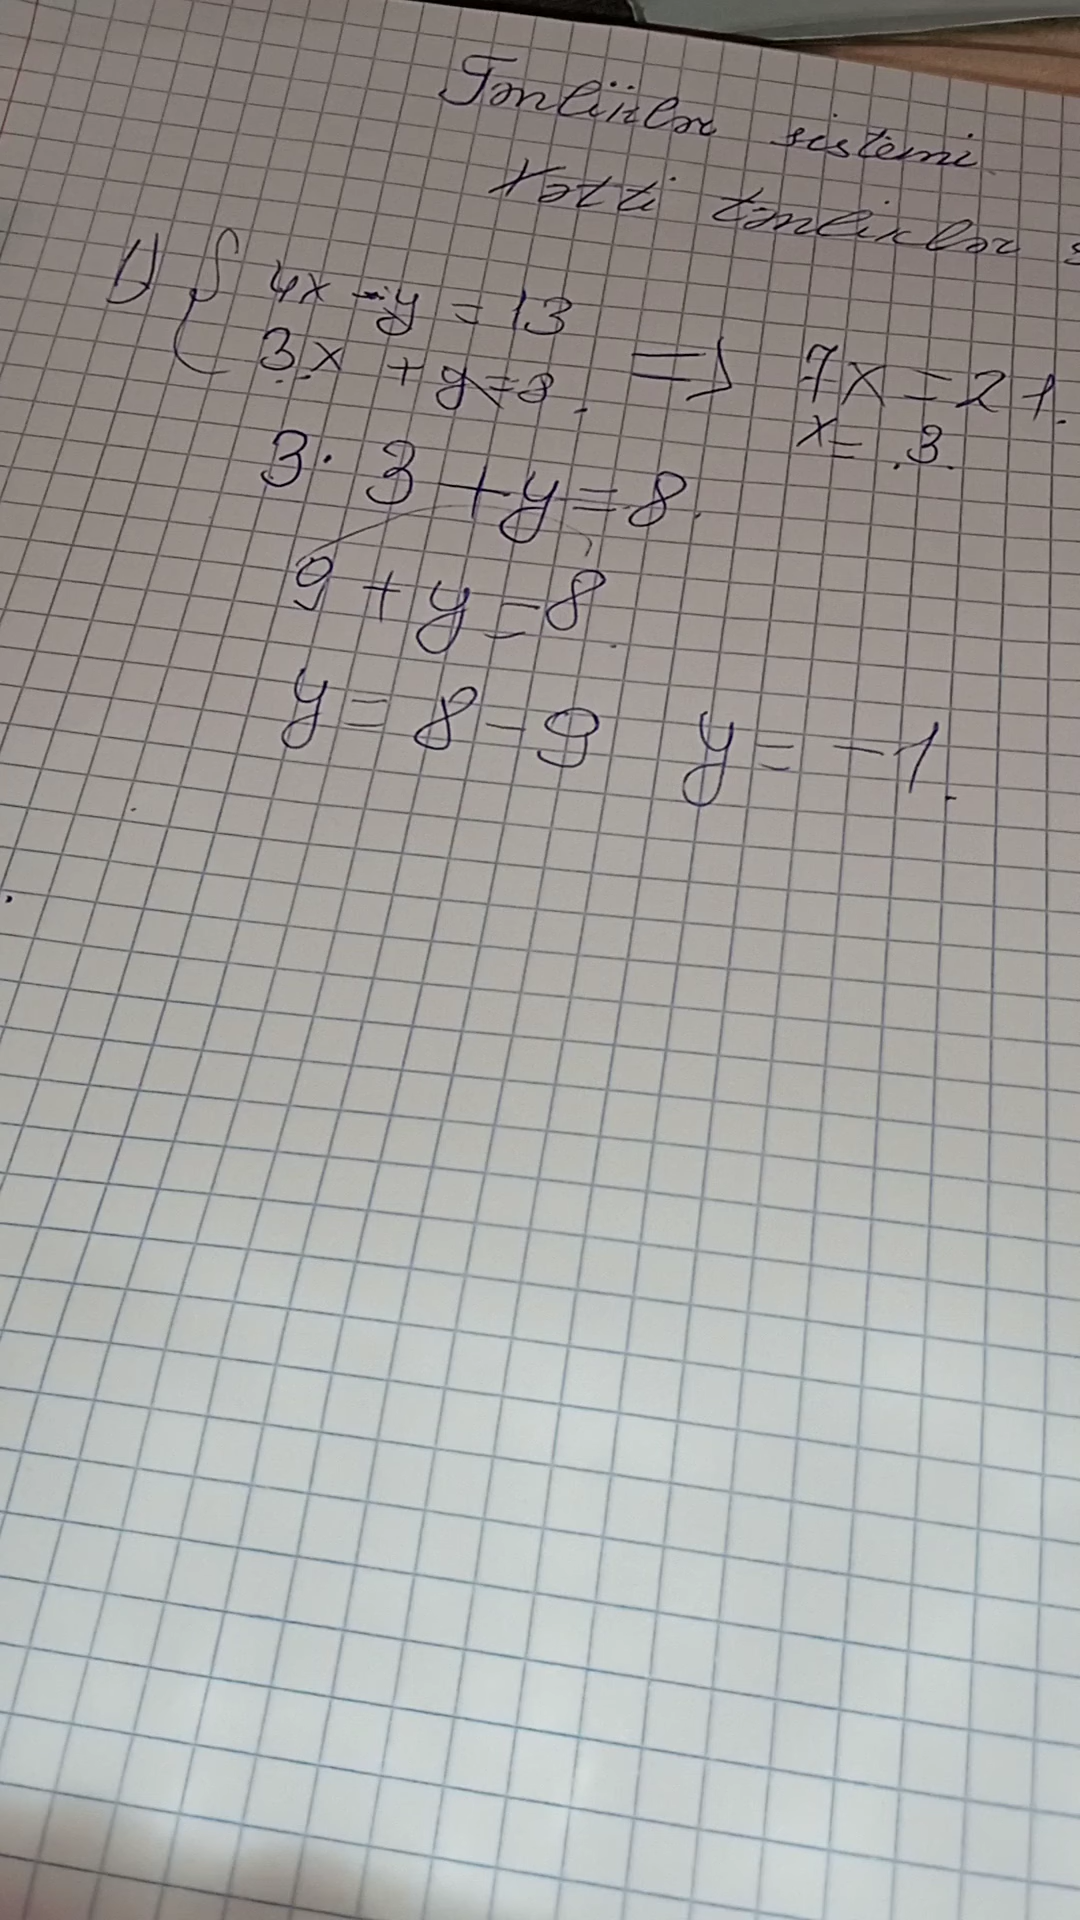 Tənliklər sistemi
Xətti tənliklər
1) { 4x - y = 13
3x + y = 8. => 7x = 21.
x = 3.
3 · 3 + y = 8.
9 + y = 8.
y = 8 - 9 y = -1.